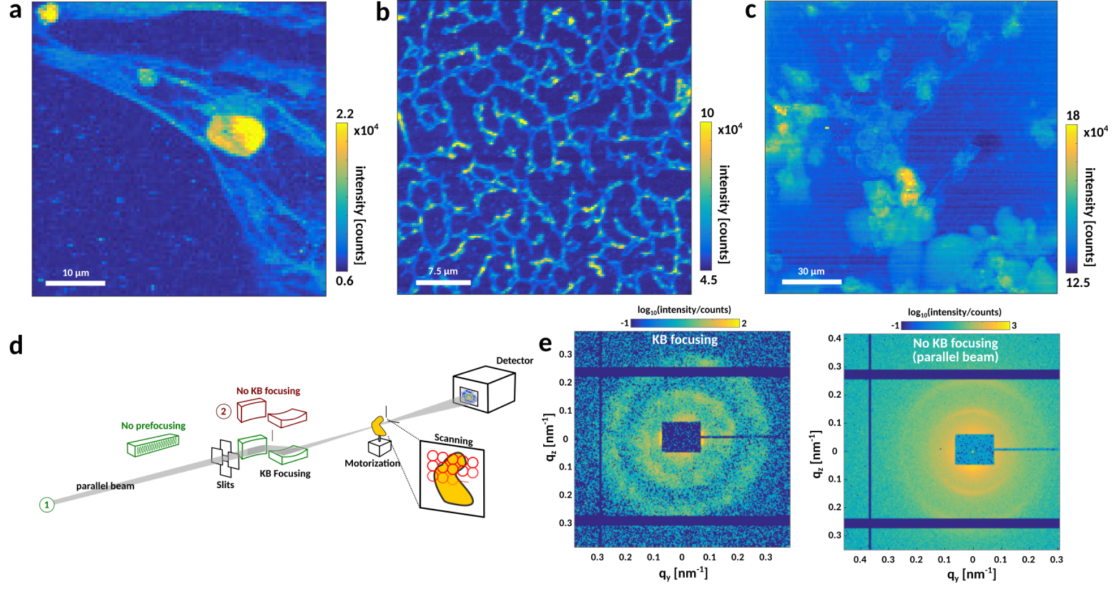 a
2.2
x10⁴
intensity [counts]
0.6
10 µm
b
10
x10⁴
intensity [counts]
4.5
7.5 µm
c
18
x10⁴
intensity [counts]
12.5
30 µm
d
No KB focusing
2
No prefocusing
Slits
KB Focusing
parallel beam
1
Motorization
Scanning
Detector
e
log₁₀(intensity/counts)
-1 2
KB focusing
0.3
0.2
0.1
0
0.1
0.2
0.3
qz [nm⁻¹]
0.3 0.2 0.1 0 0.1 0.2 0.3
qy [nm⁻¹]
log₁₀(intensity/counts)
-1 3
No KB focusing
(parallel beam)
0.4
0.3
0.2
0.1
0
0.1
0.2
0.3
qz [nm⁻¹]
0.4 0.3 0.2 0.1 0 0.1 0.2 0.3
qy [nm⁻¹]